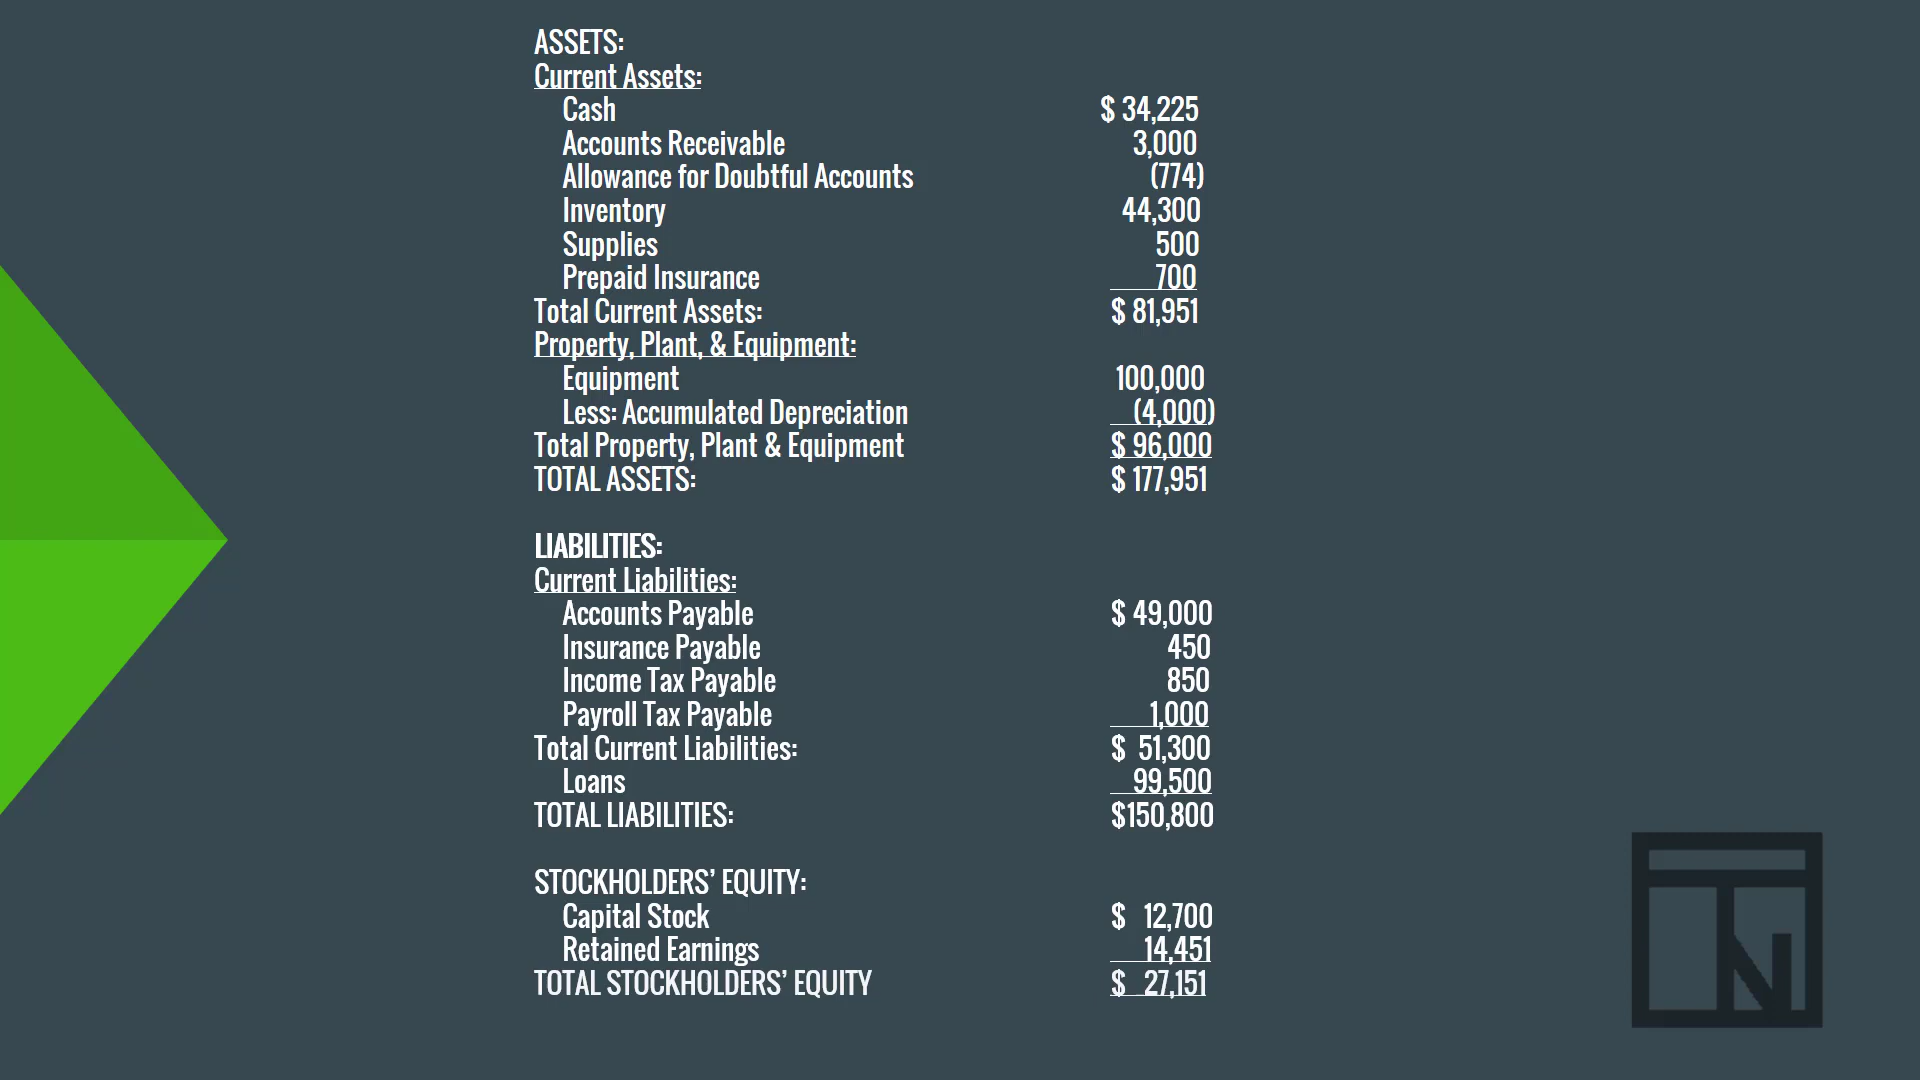 ASSETS:
Current Assets:
Cash $ 34,225
Accounts Receivable 3,000
Allowance for Doubtful Accounts (774)
Inventory 44,300
Supplies 500
Prepaid Insurance 700
Total Current Assets: $ 81,951
Property, Plant, & Equipment:
Equipment 100,000
Less: Accumulated Depreciation (4,000)
Total Property, Plant & Equipment $ 96,000
TOTAL ASSETS: $ 177,951
LIABILITIES:
Current Liabilities:
Accounts Payable $ 49,000
Insurance Payable 450
Income Tax Payable 850
Payroll Tax Payable 1,000
Total Current Liabilities: $ 51,300
Loans 99,500
TOTAL LIABILITIES: $150,800
STOCKHOLDERS’ EQUITY:
Capital Stock $ 12,700
Retained Earnings 14,451
TOTAL STOCKHOLDERS’ EQUITY $ 27,151
TN